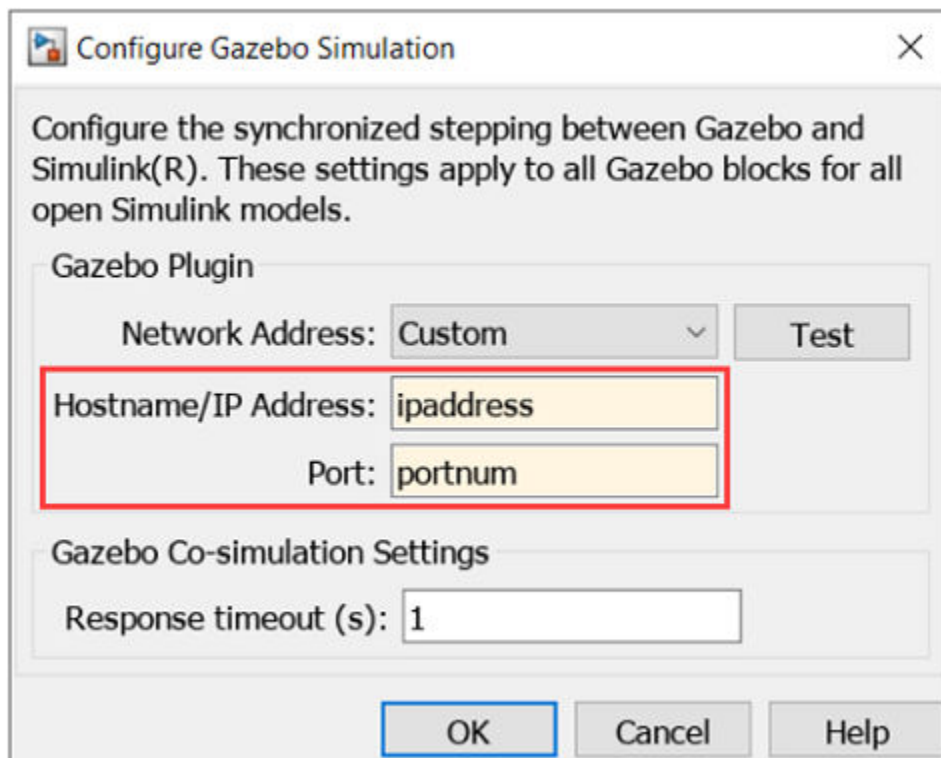 Configure Gazebo Simulation
Configure the synchronized stepping between Gazebo and
Simulink(R). These settings apply to all Gazebo blocks for all
open Simulink models.
Gazebo Plugin
Network Address: Custom Test
Hostname/IP Address: ipaddress
Port: portnum
Gazebo Co-simulation Settings
Response timeout (s): 1
OK Cancel Help